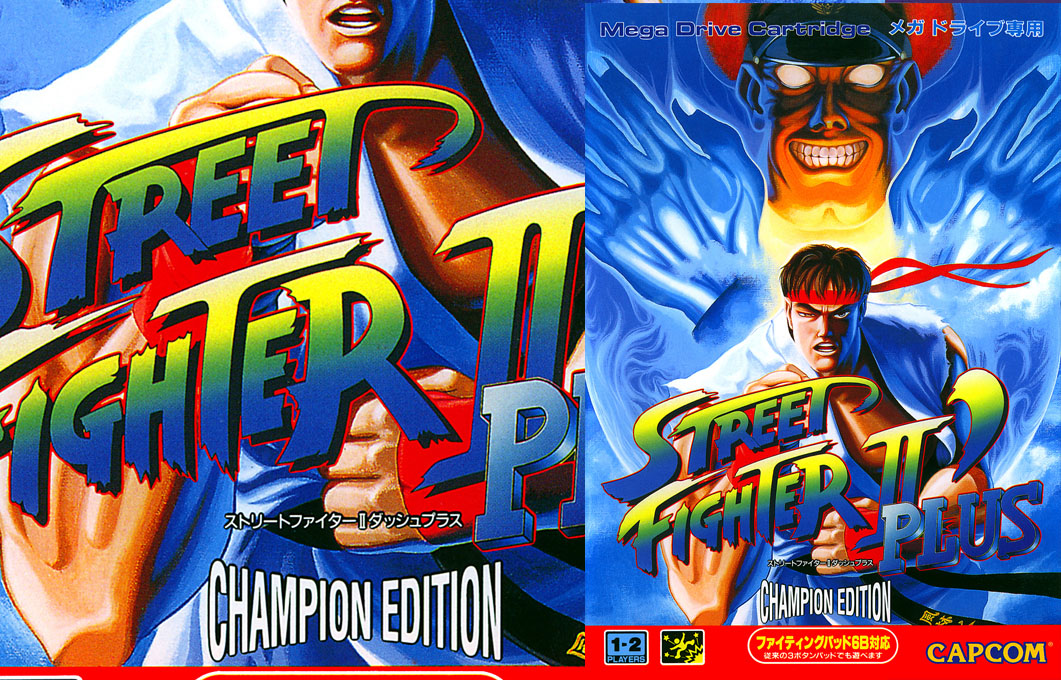 STREET
FIGHTER II
PL
ストリートファイターⅡダッシュプラス
CHAMPION EDITION
Mega Drive Cartridge メガドライブ専用
STREET
FIGHTER II'
PLUS
ストリートファイターⅡダッシュプラス
CHAMPION EDITION
1-2
PLAYERS
ファイティングパッド6B対応
従来の3ボタンパッドでも遊べます
CAPCOM®